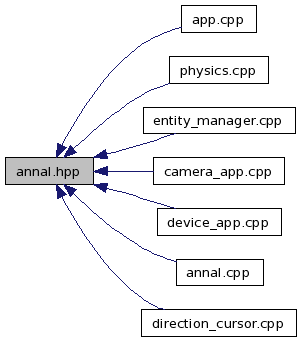 app.cpp
physics.cpp
entity_manager.cpp
annal.hpp
camera_app.cpp
device_app.cpp
annal.cpp
direction_cursor.cpp